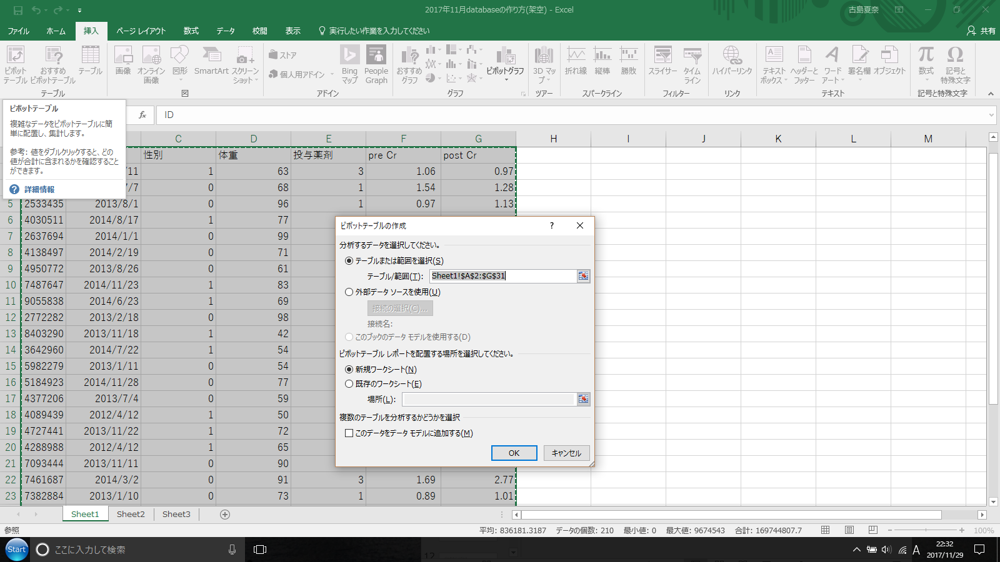 2017年11月databaseの作り方(架空) - Excel
古島夏奈
ファイル ホーム 挿入 ページ レイアウト 数式 データ 校閲 表示 実行したい作業を入力してください 共有
ピボット
テーブル
おすすめ
ピボットテーブル
テーブル
画像
オンライン
画像
図形
SmartArt
スクリーン
ショット
ストア
個人用アドイン
Bing
マップ
People
Graph
おすすめ
グラフ
ピボットグラフ
3D マッ
プ
折れ線
縦棒
勝敗
スライサー
タイム
ライン
ハイパーリンク
テキスト
ボックス
ヘッダーと
フッター
ワード
アート
署名欄
オブジェクト
数式
記号と
特殊文字
テーブル 図 アドイン グラフ ツアー スパークライン フィルター リンク テキスト 記号と特殊文字
ピボットテーブル
複雑なデータをピボットテーブルに簡
単に配置し、集計します。
参考: 値をダブルクリックすると、どの
値が合計に含まれるかを確認すること
ができます。
? 詳細情報
fx ID
C D E F G H I J K L M
性別 体重 投与薬剤 pre Cr post Cr
/11 1 63 3 1.06 0.97
7/7 0 68 1 1.54 1.28
5 2533435 2013/8/1 0 96 1 0.97 1.13
6 4030511 2014/8/17 1 77
7 2637694 2014/1/1 0 99
8 4138497 2014/2/19 0 71
9 4950772 2013/8/26 0 61
10 7487647 2014/11/23 1 83
11 9055838 2014/6/23 1 69
12 2772282 2013/2/18 0 98
13 8403290 2013/11/18 1 42
14 3642960 2014/7/22 1 54
15 5982279 2013/1/11 0 54
16 5184923 2014/11/28 0 77
17 4377206 2013/7/4 0 59
18 4089439 2012/4/12 1 50
19 4727441 2013/11/22 1 72
20 4288988 2012/4/12 1 65
21 7093444 2013/11/11 0 90
22 7461687 2014/3/2 0 91 3 1.69 2.77
23 7382884 2013/1/10 0 73 1 0.89 1.01
ピボットテーブルの作成 ?
分析するデータを選択してください。
テーブルまたは範囲を選択(S)
テーブル/範囲(T): Sheet1!$A$2:$G$31
外部データ ソースを使用(U)
接続の選択(C)...
接続名:
このブックのデータ モデルを使用する(D)
ピボットテーブル レポートを配置する場所を選択してください。
新規ワークシート(N)
既存のワークシート(E)
場所(L):
複数のテーブルを分析するかどうかを選択
このデータをデータ モデルに追加する(M)
OK キャンセル
Sheet1 Sheet2 Sheet3
参照 平均: 836181.3187 データの個数: 210 最小値: 0 最大値: 9674543 合計: 169744807.7 100%
Start ここに入力して検索 12 A 22:32
2017/11/29